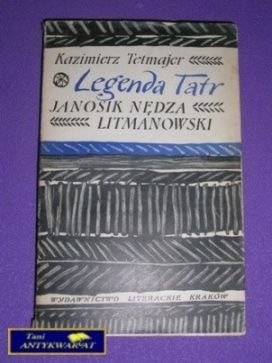 Kazimierz Tetmajer
Legenda Tatr
JANOSIK NĘDZA
LITMANOWSKI
WYDAWNICTWO LITERACKIE KRAKÓW
Tani
ANTYKWARIAT